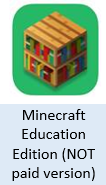 Minecraft
Education
Edition (NOT
paid version)